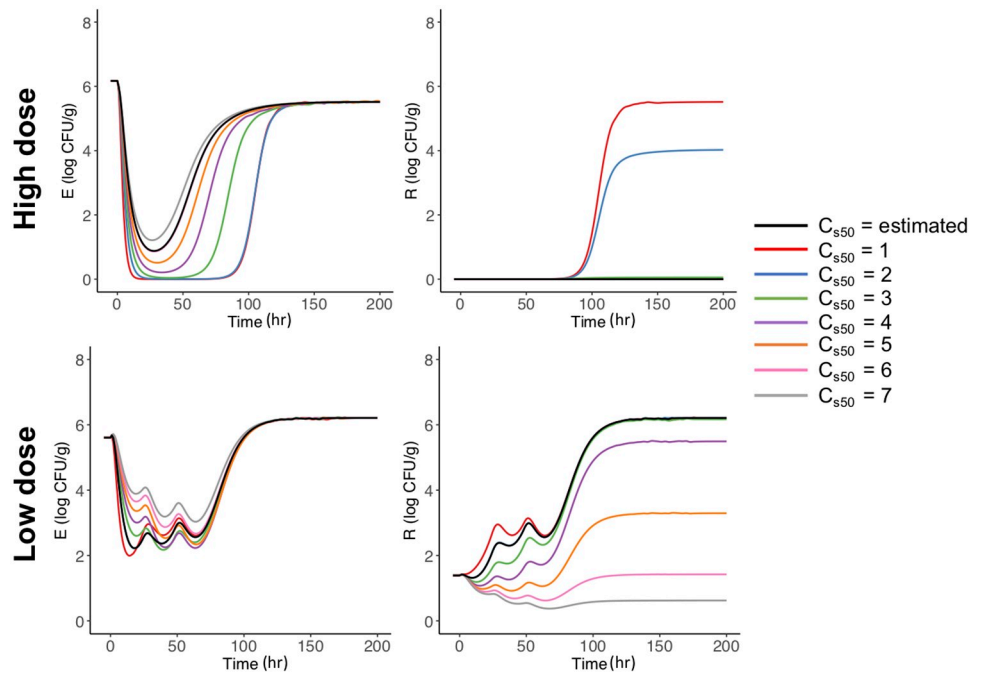 High dose
E (log CFU/g)
8
6
4
2
0
0 50 100 150 200
Time (hr)
R (log CFU/g)
8
6
4
2
0
0 50 100 150 200
Time (hr)
Low dose
E (log CFU/g)
8
6
4
2
0
0 50 100 150 200
Time (hr)
R (log CFU/g)
8
6
4
2
0
0 50 100 150 200
Time (hr)
Cs50 = estimated
Cs50 = 1
Cs50 = 2
Cs50 = 3
Cs50 = 4
Cs50 = 5
Cs50 = 6
Cs50 = 7